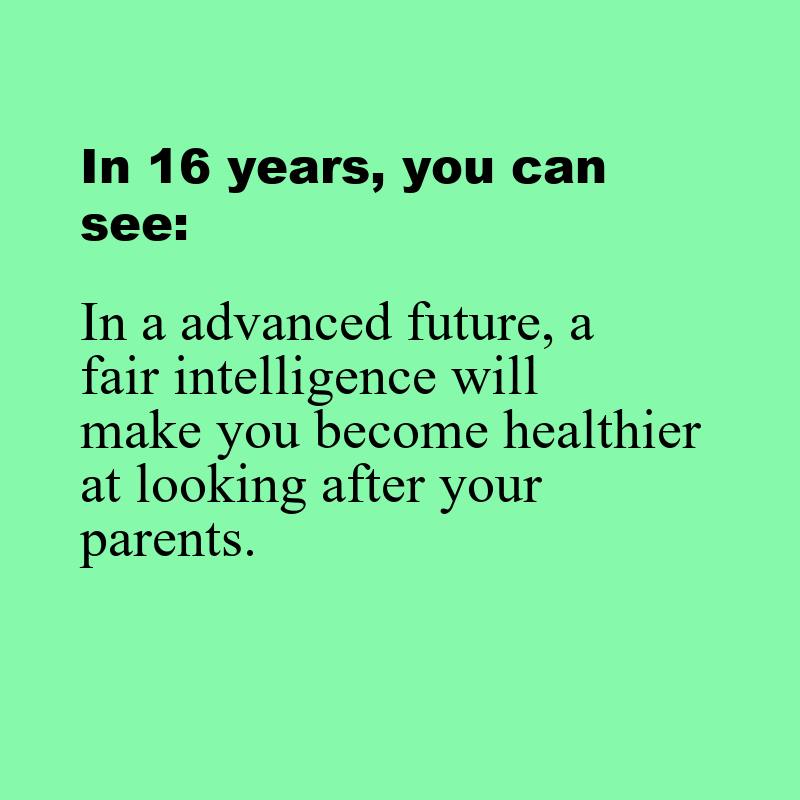 In 16 years, you can
see:
In a advanced future, a
fair intelligence will
make you become healthier
at looking after your
parents.